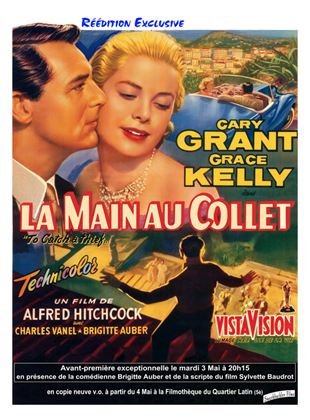 RÉÉDITION EXCLUSIVE
CARY
GRANT
GRACE
KELLY
dans
LA MAIN AU COLLET
"To Catch a Thief"
Technicolor
UN FILM DE
ALFRED HITCHCOCK
avec
CHARLES VANEL ET BRIGITTE AUBER
VISTAVISION
Avant-première exceptionnelle le mardi 3 Mai à 20h15
en présence de la comédienne Brigitte Auber et de la scripte du film Sylvette Baudrot
en copie neuve v.o. à partir du 4 Mai à la Filmothèque du Quartier Latin (5è)